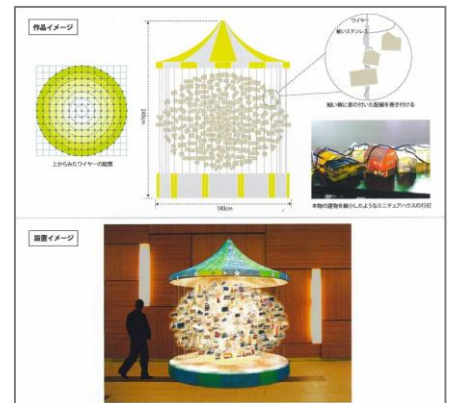 作品イメージ
ワイヤー
細いステンレス
細い棒に家の付いた配線を巻き付ける
上からみたワイヤーの配置
240cm
180cm
本物の建物を縮小したようなミニチュアハウスの行灯
設置イメージ